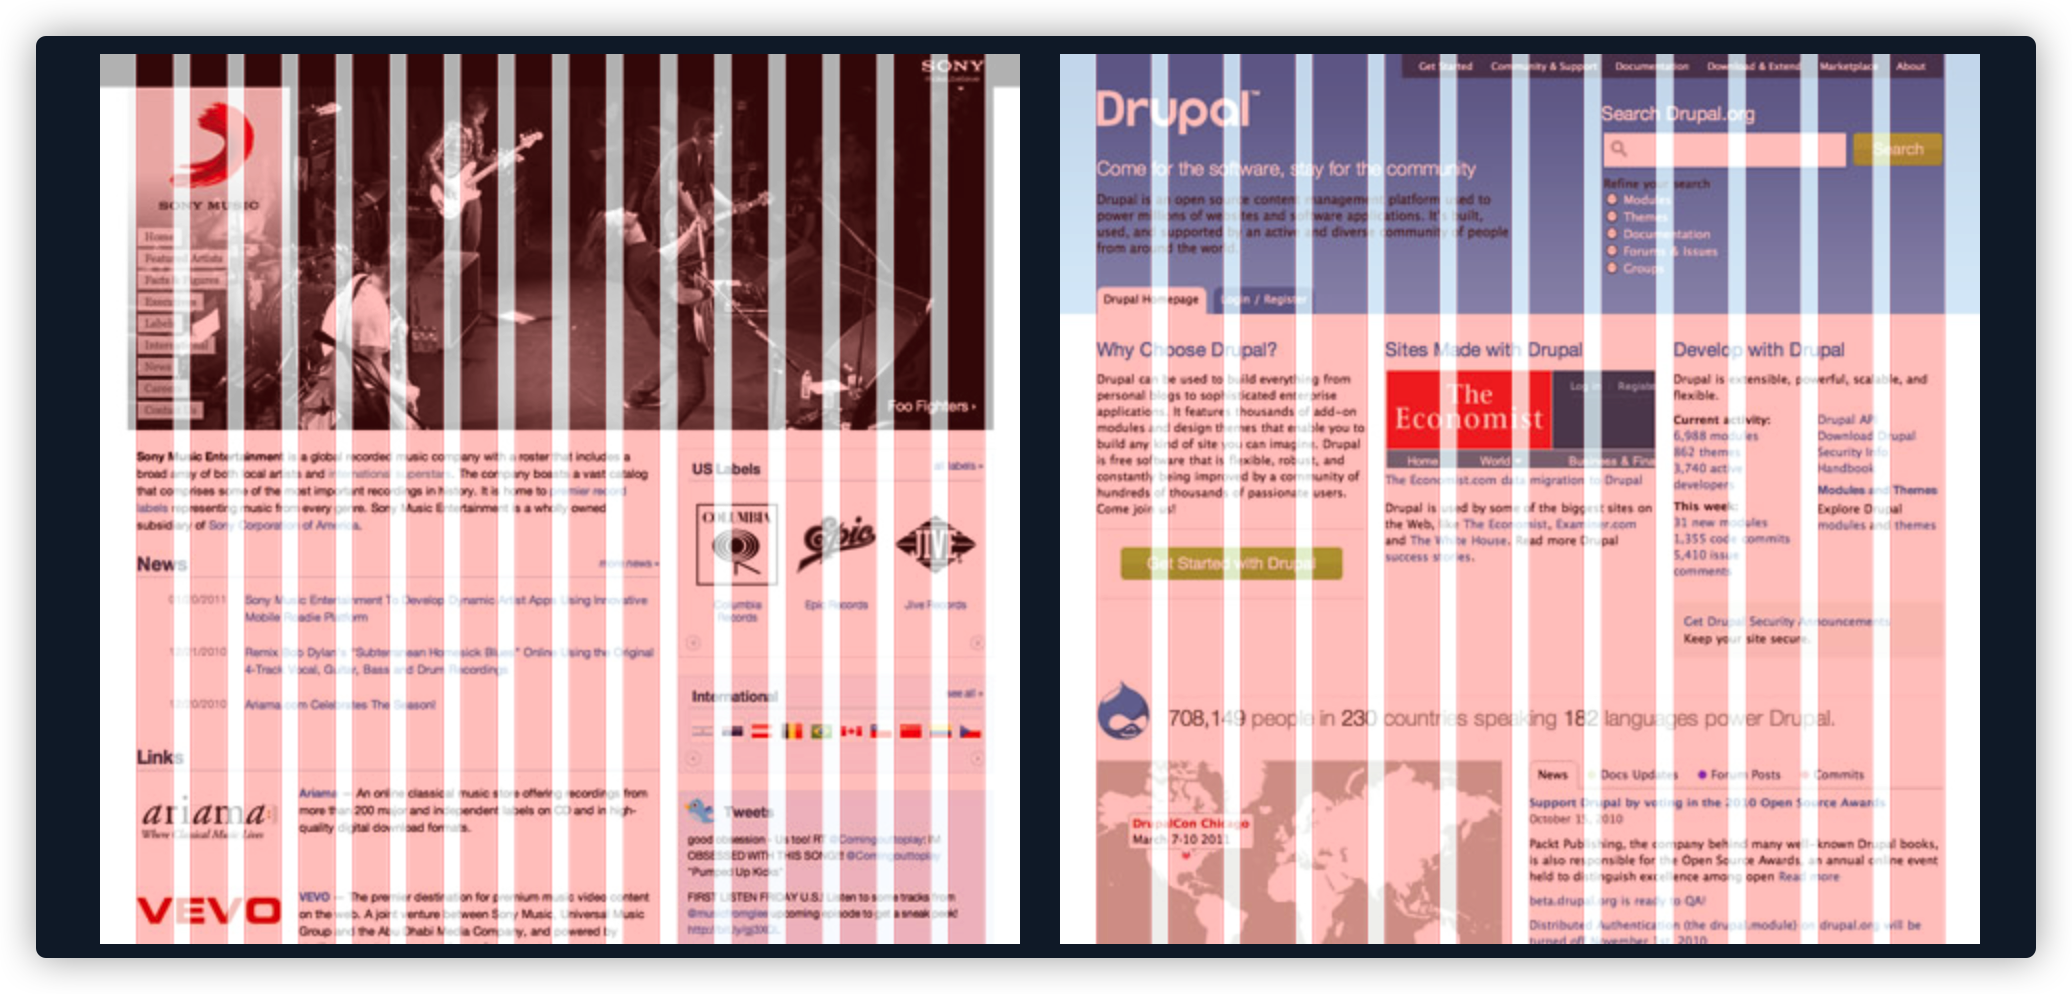 SONY
make.believe
SONY MUSIC
Home
Featured Artists
Facts & Figures
Executives
Labels
International
News
Careers
Contact Us
Foo Fighters ›
Sony Music Entertainment is a global recorded music company with a roster that includes a
broad array of both local artists and international superstars. The company boasts a vast catalog
that comprises some of the most important recordings in history. It is home to premier record
labels representing music from every genre. Sony Music Entertainment is a wholly owned
subsidiary of Sony Corporation of America.
News
more news »
01/20/2011
Sony Music Entertainment To Develop Dynamic Artist Apps Using Innovative
Mobile Roadie Platform
12/21/2010
Remix Bob Dylan's "Subterranean Homesick Blues" Online Using the Original
4-Track Vocal, Guitar, Bass and Drum Recordings
12/20/2010
Ariama.com Celebrates The Season!
Links
ariama
Where Classical Music Lives
Ariama — An online classical music store offering recordings from
more than 200 major and independent labels on CD and in high-
quality digital download formats.
VEVO
VEVO — The premier destination for premium music video content
on the web. A joint venture between Sony Music, Universal Music
Group and the Abu Dhabi Media Company, and powered by
US Labels
all labels »
COLUMBIA
Epic
JIVE
Columbia
Records
Epic Records
Jive Records
International
see all »
Tweets
good obsession - Us too! RT @Comingouttoplay: I'M
OBSESSED WITH THIS SONG!! @Comingouttoplay
"Pumped Up Kicks"
FIRST LISTEN FRIDAY U.S.! Listen to some tracks from
@musicfromglee upcoming episode to get a sneak peek!
Get Started
Community & Support
Documentation
Download & Extend
Marketplace
About
Drupal™
Come for the software, stay for the community
Drupal is an open source content management platform used to
power millions of websites and software applications. It's built,
used, and supported by an active and diverse community of people
from around the world.
Search Drupal.org
Search
Refine your search
Modules
Themes
Documentation
Forums & Issues
Groups
Drupal Homepage
Login / Register
Why Choose Drupal?
Drupal can be used to build everything from
personal blogs to sophisticated enterprise
applications. It features thousands of add-on
modules and design themes that enable you to
build any kind of site you can imagine. Drupal
is free software that is flexible, robust, and
constantly being improved by a community of
hundreds of thousands of passionate users.
Come join us!
Get Started with Drupal
Sites Made with Drupal
The
Economist
Log in
Register
Home
World
Business & Fina
The Economist.com data migration to Drupal
Drupal is used by some of the biggest sites on
the Web, like The Economist, Examiner.com
and The White House. Read more Drupal
success stories.
Develop with Drupal
Drupal is extensible, powerful, scalable, and
flexible.
Current activity:
6,988 modules
862 themes
3,740 active
developers
This week:
31 new modules
1,355 code commits
5,410 issue
comments
Drupal API
Download Drupal
Security Info
Handbook
Modules and Themes
Explore Drupal
modules and themes
Get Drupal Security Announcements
Keep your site secure.
708,149 people in 230 countries speaking 182 languages power Drupal.
DrupalCon Chicago
March 7-10 2011
News
Docs Updates
Forum Posts
Commits
Support Drupal by voting in the 2010 Open Source Awards
October 15, 2010
Packt Publishing, the company behind many well-known Drupal books,
is also responsible for the Open Source Awards, an annual online event
held to distinguish excellence among open Read more
beta.drupal.org is ready to QA!
Distributed Authentication (the drupal.module) on drupal.org will be
turned off November 1st, 2010